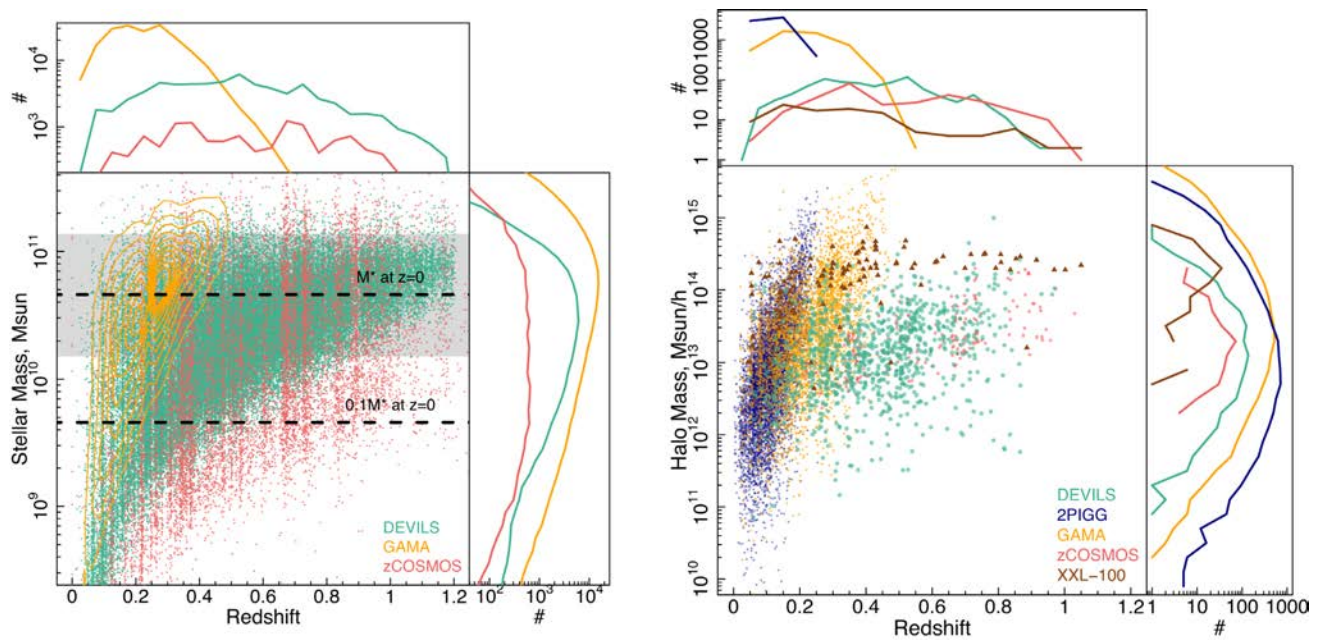 #
10^4
10^3
Stellar Mass, Msun
10^11
10^10
10^9
M* at z=0
0.1M* at z=0
DEVILS
GAMA
zCOSMOS
0 0.2 0.4 0.6 0.8 1 1.2
Redshift
10^2 10^3 10^4
#
#
1 10 100 1000
Halo Mass, Msun/h
10^15
10^14
10^13
10^12
10^11
10^10
DEVILS
2PIGG
GAMA
zCOSMOS
XXL-100
0 0.2 0.4 0.6 0.8 1 1.2
Redshift
1 10 100 1000
#